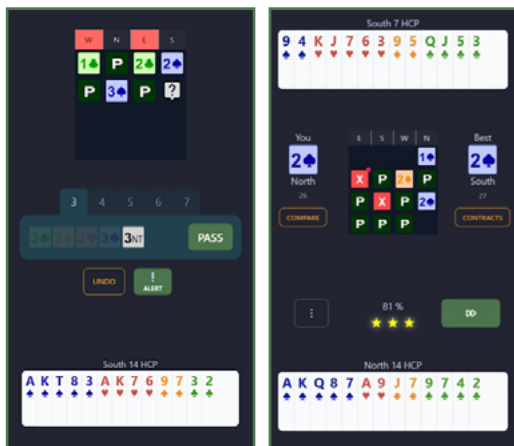 W N E S
1♣ P 2♣ 2♠
P 3♠ P ?
3 4 5 6 7
3♣ 3♦ 3♥ 3♠ 3NT PASS
UNDO ! ALERT
South 14 HCP
A K T 8 3 A K 7 6 9 7 3 2
♠ ♠ ♠ ♠ ♠ ♥ ♥ ♥ ♥ ♦ ♦ ♣ ♣
South 7 HCP
9 4 K J 7 6 3 9 5 Q J 5 3
♠ ♠ ♥ ♥ ♥ ♥ ♥ ♦ ♦ ♣ ♣ ♣ ♣
You
2♠
North
26
COMPARE
E S W N
1♠
X P 2♦ P
P X P 2♠
P P P
Best
2♠
South
27
CONTRACTS
81 %
North 14 HCP
A K Q 8 7 A 9 J 7 9 7 4 2
♠ ♠ ♠ ♠ ♠ ♥ ♥ ♦ ♦ ♣ ♣ ♣ ♣